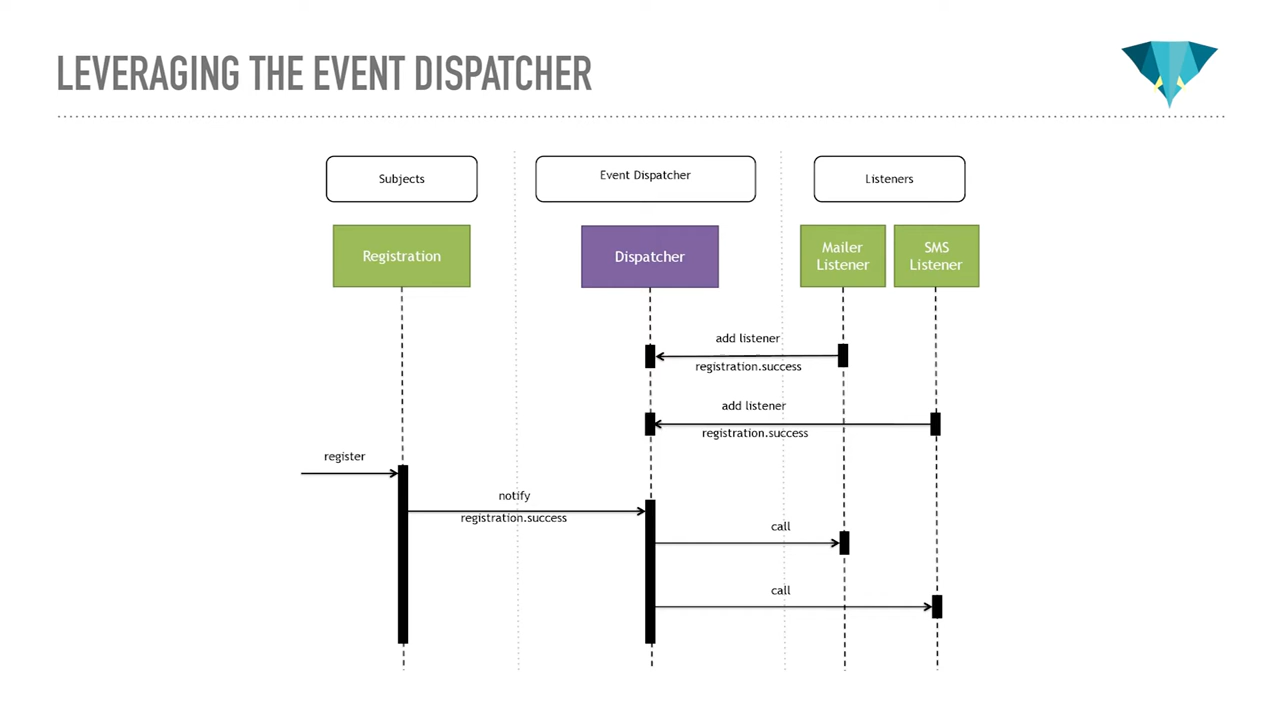 LEVERAGING THE EVENT DISPATCHER
Subjects
Event Dispatcher
Listeners
Registration
Dispatcher
Mailer
Listener
SMS
Listener
add listener
registration.success
add listener
registration.success
register
notify
registration.success
call
call